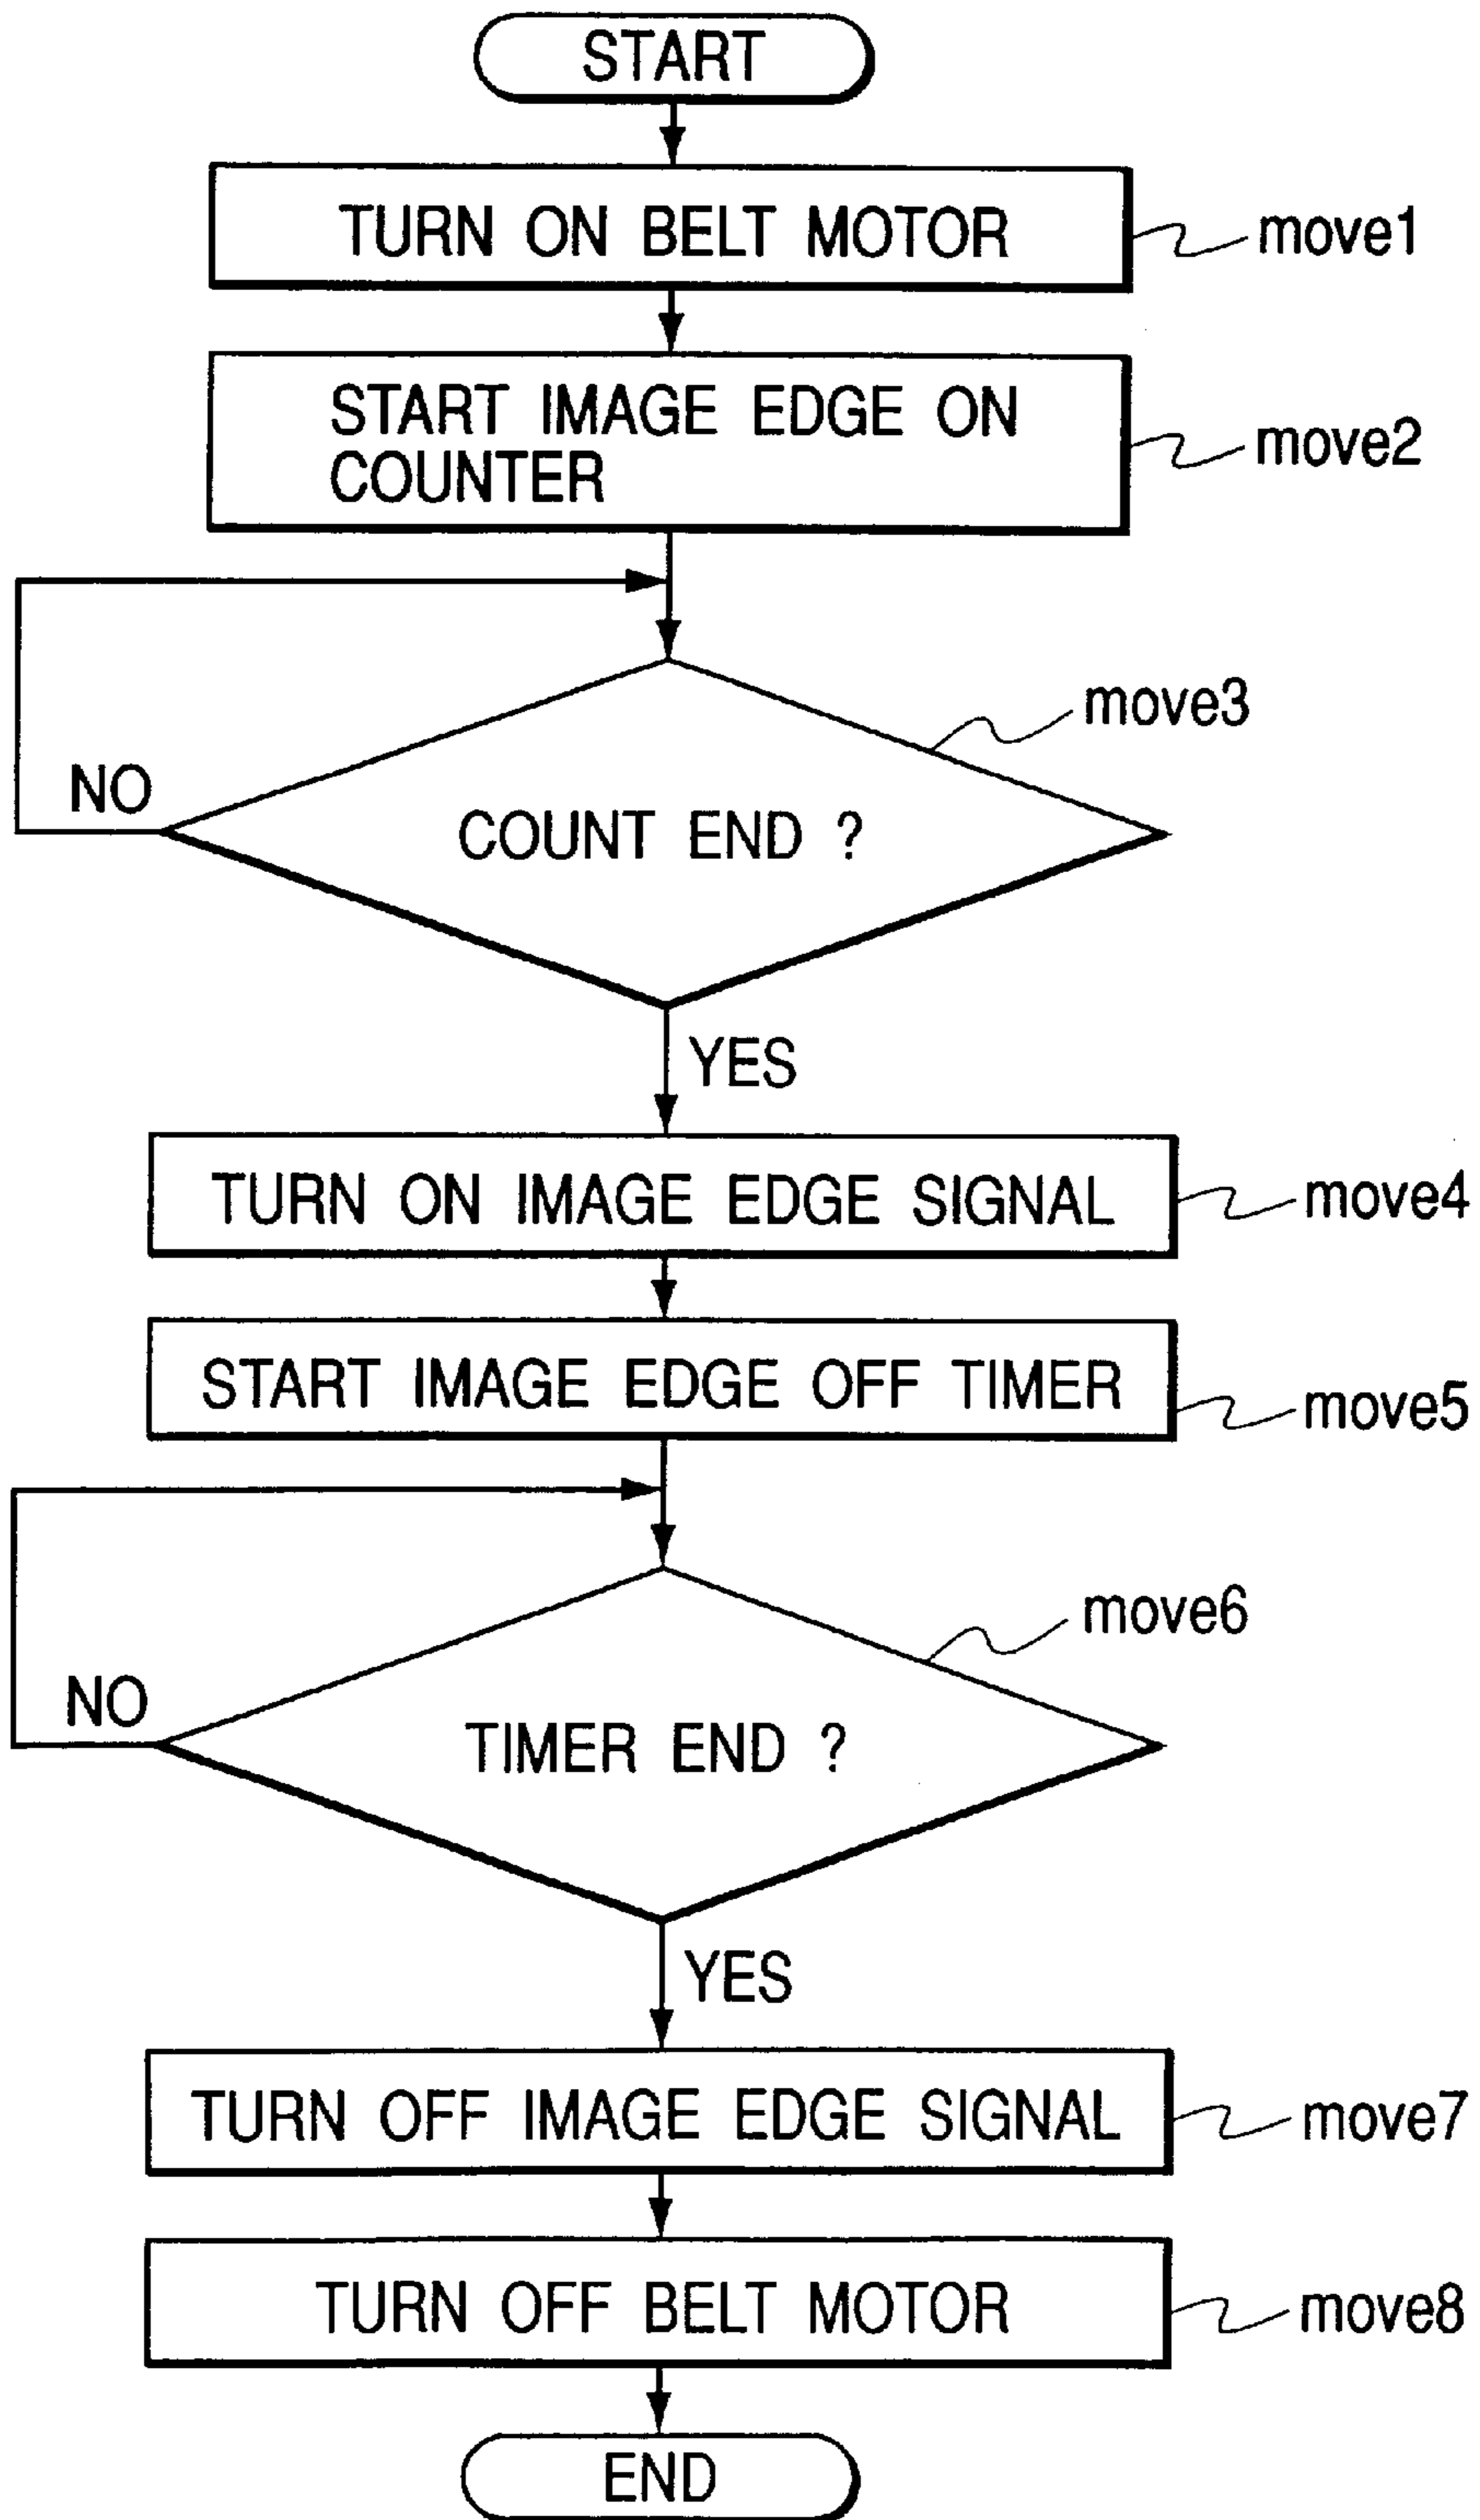 START
TURN ON BELT MOTOR
move1
START IMAGE EDGE ON
COUNTER
move2
move3
NO
COUNT END ?
YES
TURN ON IMAGE EDGE SIGNAL
move4
START IMAGE EDGE OFF TIMER
move5
move6
NO
TIMER END ?
YES
TURN OFF IMAGE EDGE SIGNAL
move7
TURN OFF BELT MOTOR
move8
END